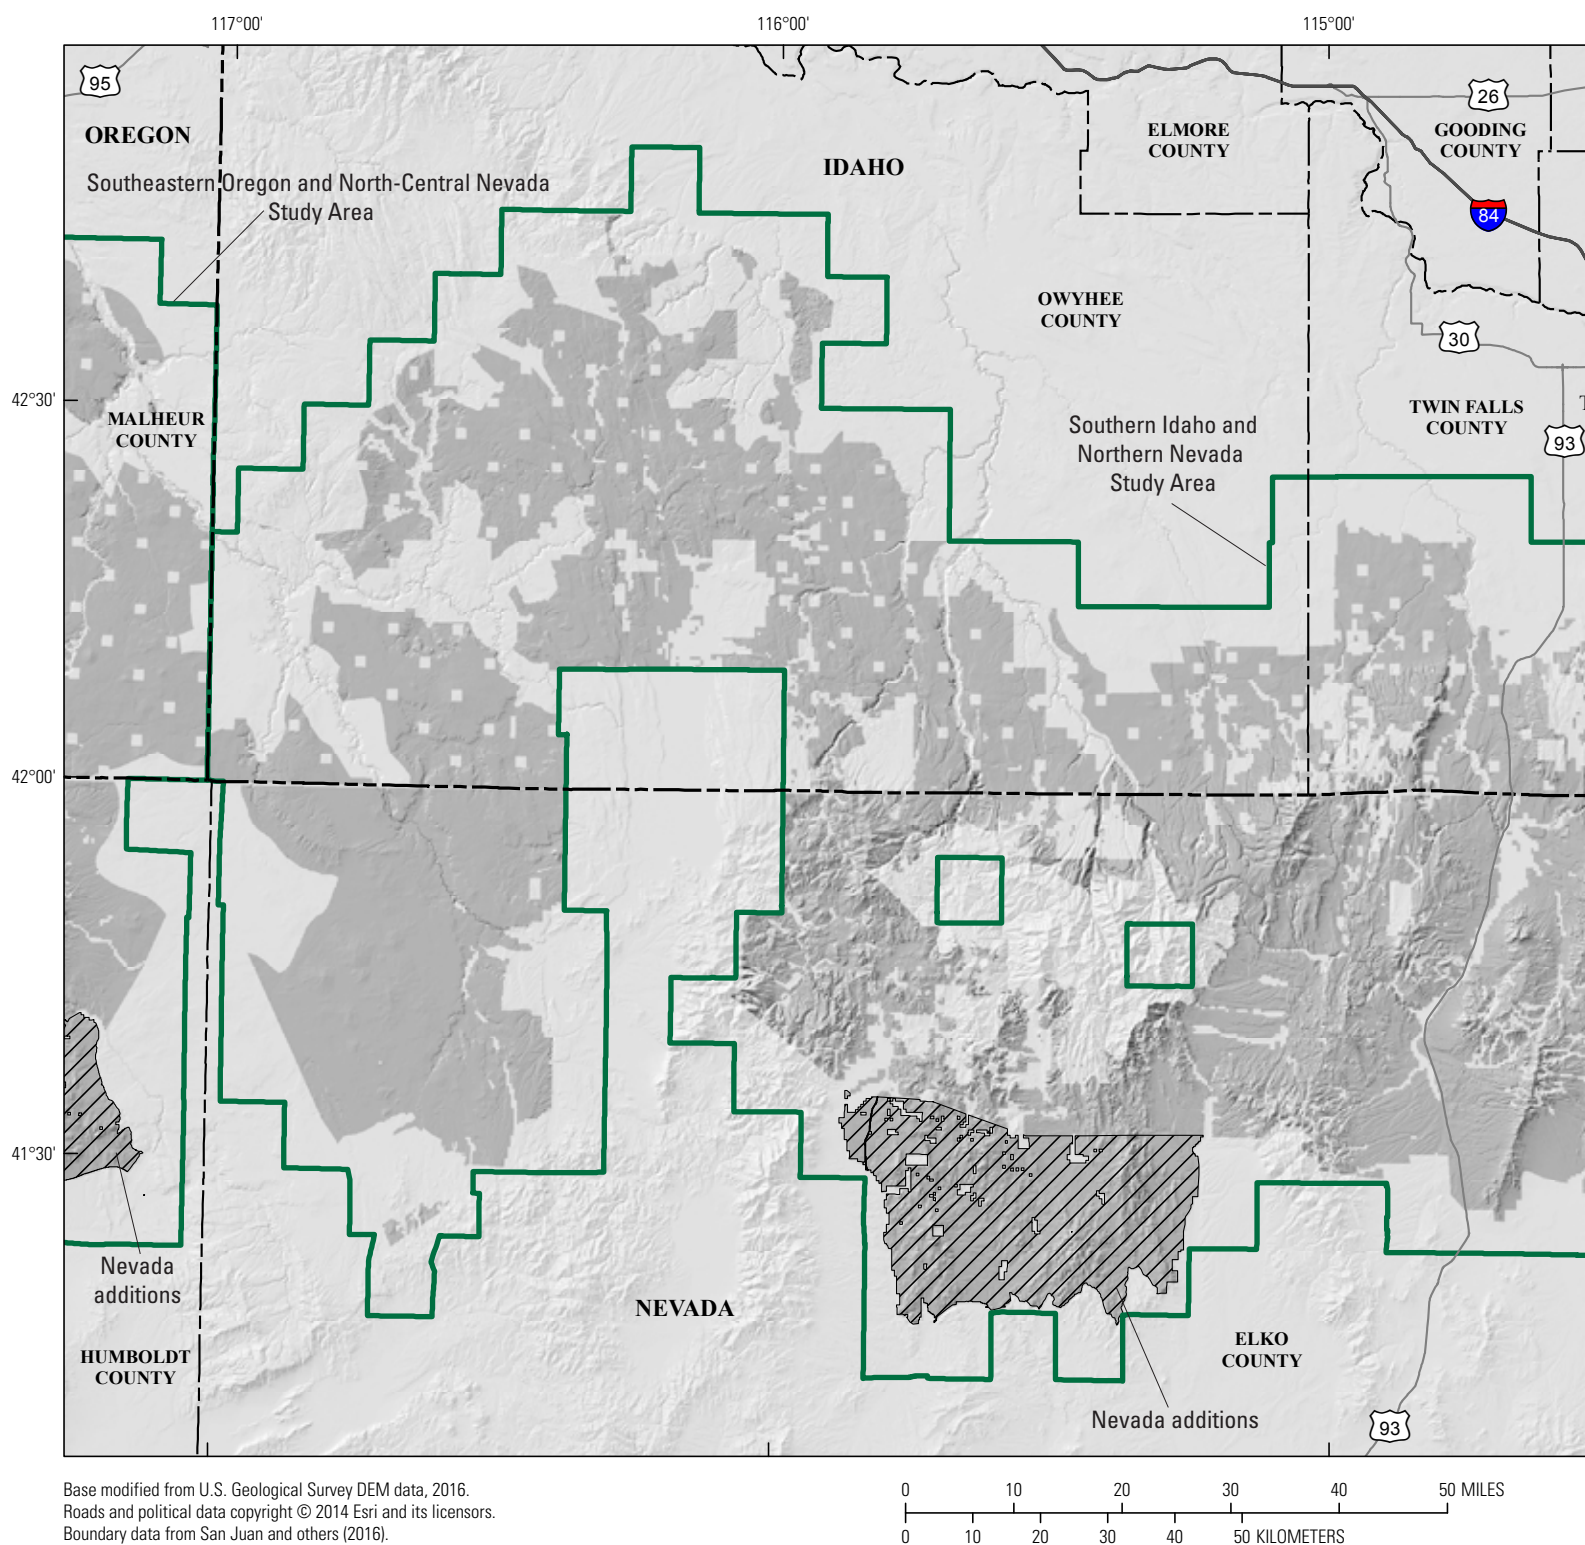 117°00'
116°00'
115°00'
95
26
OREGON
ELMORE
COUNTY
GOODING
COUNTY
IDAHO
Southeastern Oregon and North-Central Nevada
Study Area
84
OWYHEE
COUNTY
30
42°30'
MALHEUR
COUNTY
TWIN FALLS
COUNTY
T
93
Southern Idaho and
Northern Nevada
Study Area
42°00'
41°30'
Nevada
additions
NEVADA
HUMBOLDT
COUNTY
ELKO
COUNTY
Nevada additions
93
Base modified from U.S. Geological Survey DEM data, 2016.
Roads and political data copyright © 2014 Esri and its licensors.
Boundary data from San Juan and others (2016).
0 10 20 30 40 50 MILES
0 10 20 30 40 50 KILOMETERS